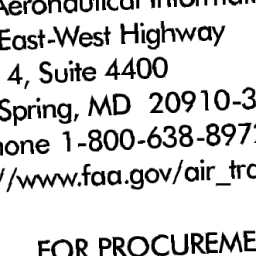 Aeronautical Informati
East-West Highway
4, Suite 4400
Spring, MD 20910-3
one 1-800-638-897
//www.faa.gov/air_tra
FOR PROCUREME